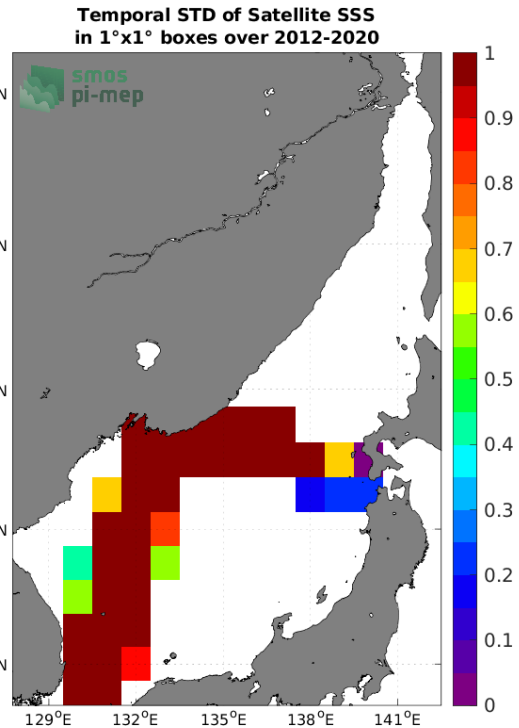 Temporal STD of Satellite SSS
in 1°x1° boxes over 2012-2020
smos
pi-mep
N
N
N
N
N
1
0.9
0.8
0.7
0.6
0.5
0.4
0.3
0.2
0.1
0
129°E
132°E
135°E
138°E
141°E